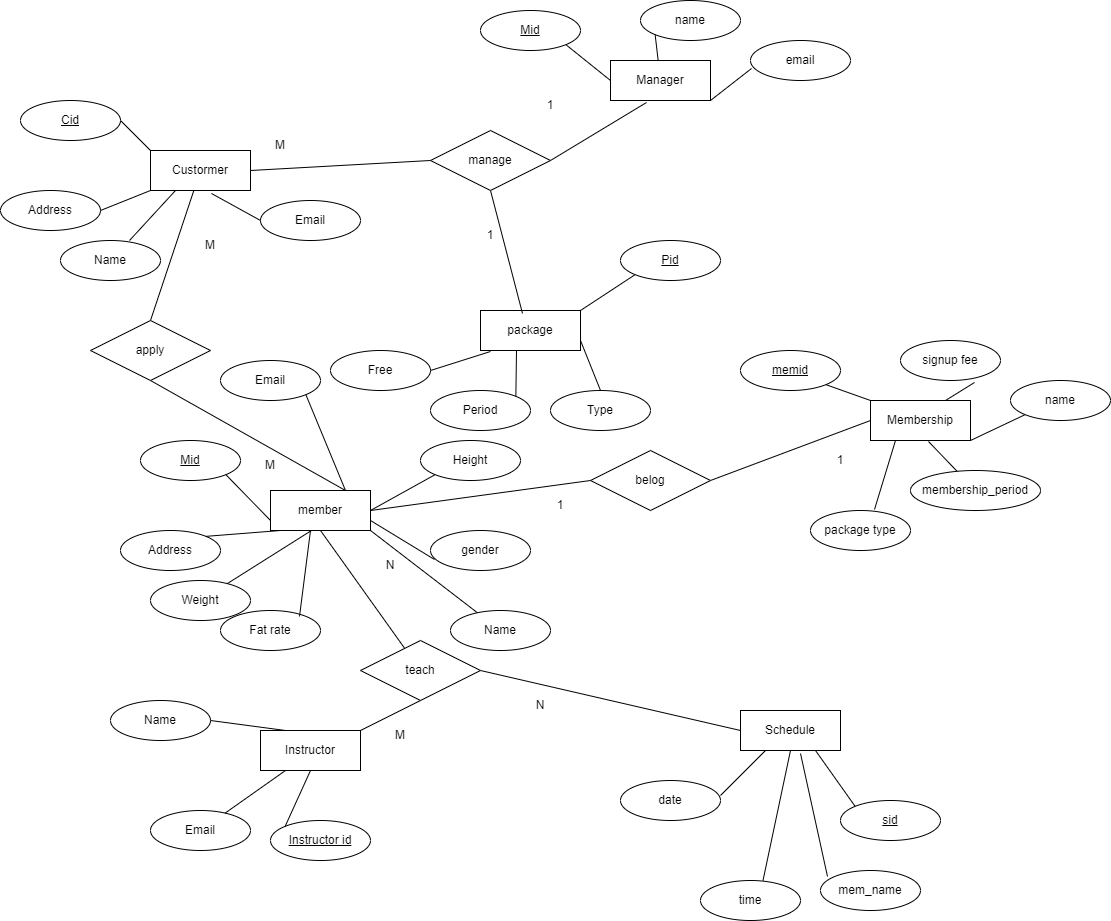 name
Mid
email
Manager
1
Cid
M
manage
Custormer
Address
Email
M
Name
1
Pid
package
apply
signup fee
Free
memid
Email
name
Period
Type
Membership
Mid
Height
M
1
belog
membership_period
1
member
package type
Address
gender
N
Weight
Fat rate
Name
teach
N
Name
Schedule
M
Instructor
date
sid
Email
Instructor id
mem_name
time